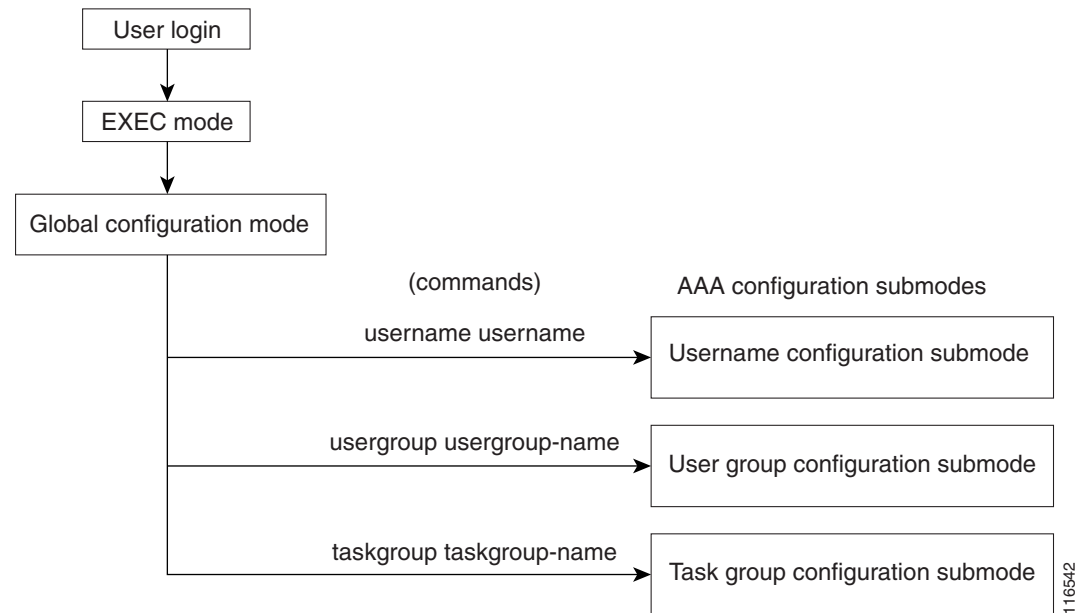 User login
EXEC mode
Global configuration mode
(commands)
AAA configuration submodes
username username
Username configuration submode
usergroup usergroup-name
User group configuration submode
taskgroup taskgroup-name
Task group configuration submode
116542